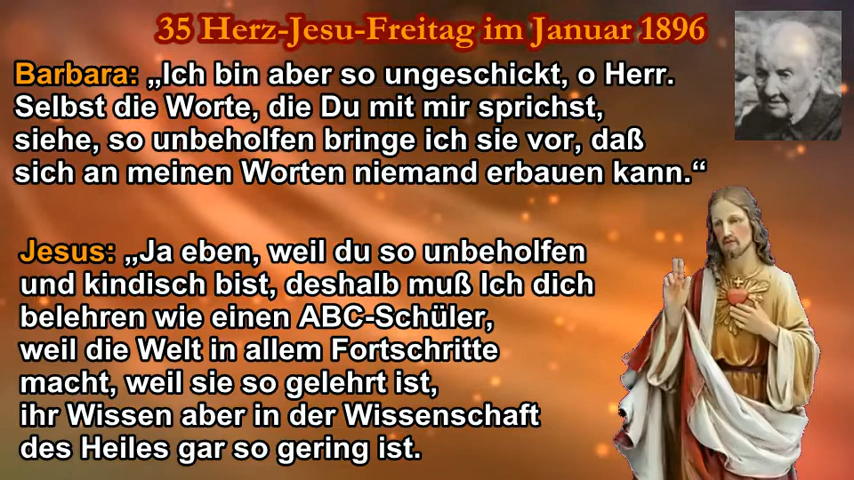 35 Herz-Jesu-Freitag im Januar 1896
Barbara: „Ich bin aber so ungeschickt, o Herr.
Selbst die Worte, die Du mit mir sprichst,
siehe, so unbeholfen bringe ich sie vor, daß
sich an meinen Worten niemand erbauen kann.“
Jesus: „Ja eben, weil du so unbeholfen
und kindisch bist, deshalb muß Ich dich
belehren wie einen ABC-Schüler,
weil die Welt in allem Fortschritte
macht, weil sie so gelehrt ist,
ihr Wissen aber in der Wissenschaft
des Heiles gar so gering ist.